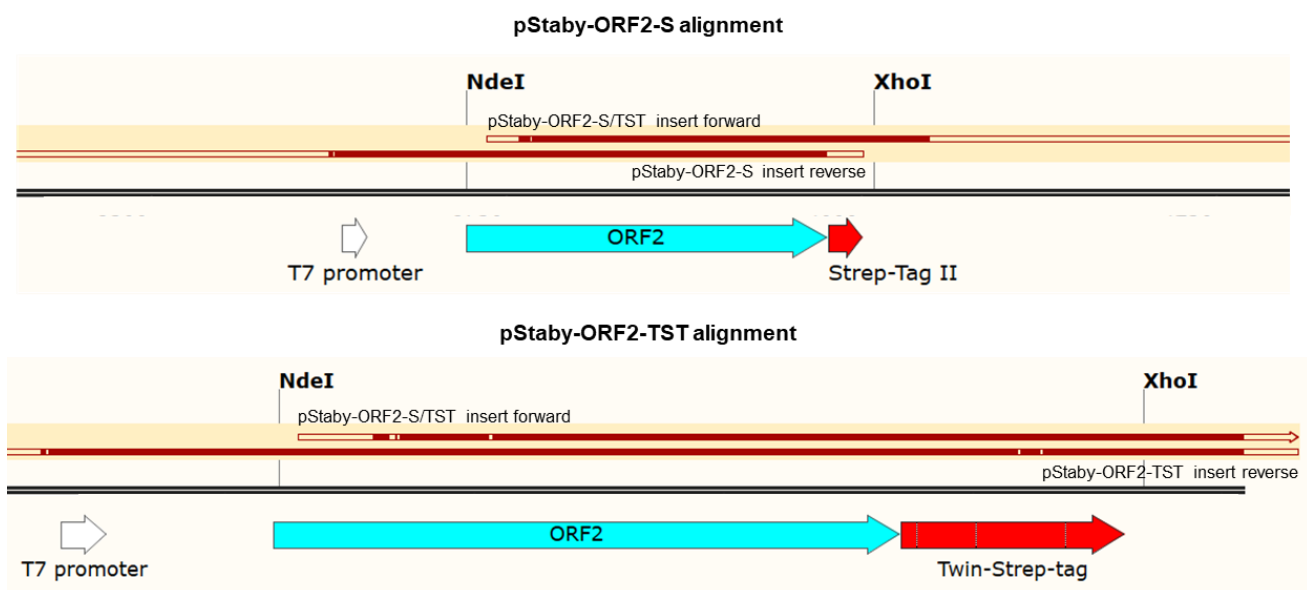 pStaby-ORF2-S alignment
NdeI XhoI
pStaby-ORF2-S/TST insert forward
pStaby-ORF2-S insert reverse
ORF2
T7 promoter Strep-Tag II
pStaby-ORF2-TST alignment
NdeI XhoI
pStaby-ORF2-S/TST insert forward
pStaby-ORF2-TST insert reverse
ORF2
T7 promoter Twin-Strep-tag